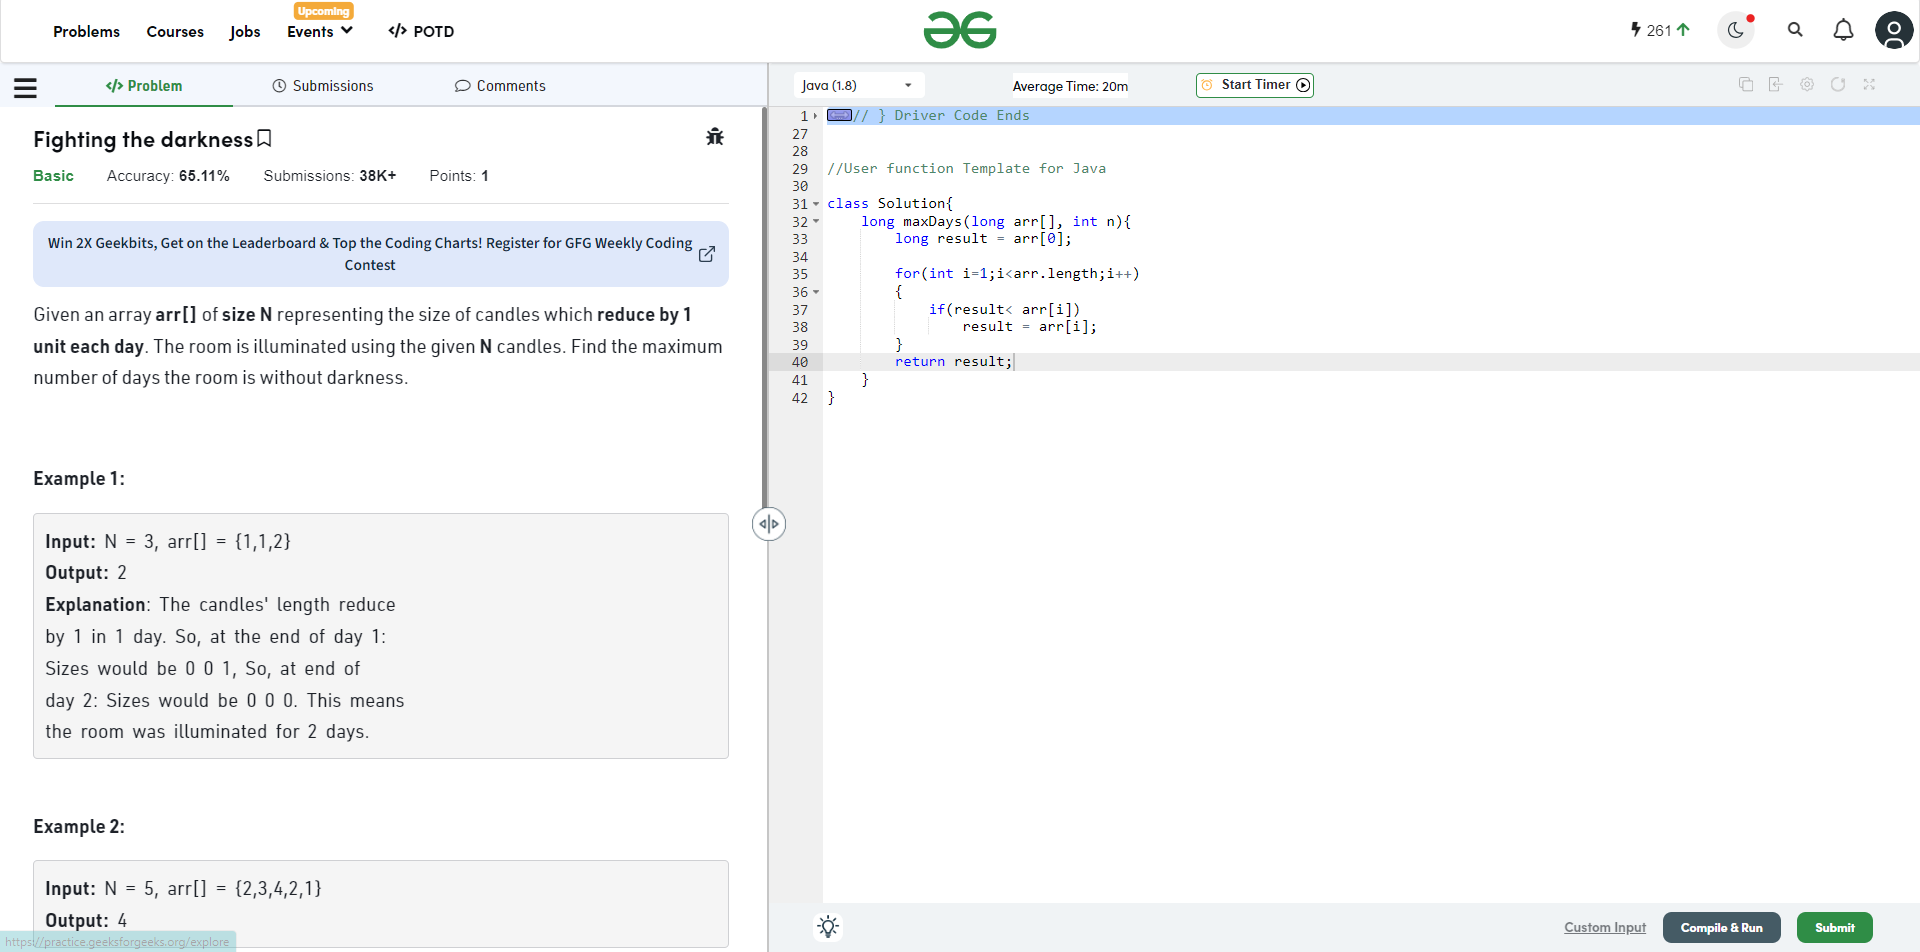 Upcoming
Problems Courses Jobs Events </> POTD
261
</> Problem Submissions Comments
Java (1.8) Average Time: 20m Start Timer
Fighting the darkness
Basic Accuracy: 65.11% Submissions: 38K+ Points: 1
Win 2X Geekbits, Get on the Leaderboard & Top the Coding Charts! Register for GFG Weekly Coding
Contest
Given an array arr[] of size N representing the size of candles which reduce by 1
unit each day. The room is illuminated using the given N candles. Find the maximum
number of days the room is without darkness.
Example 1:
Input: N = 3, arr[] = {1,1,2}
Output: 2
Explanation: The candles' length reduce
by 1 in 1 day. So, at the end of day 1:
Sizes would be 0 0 1, So, at end of
day 2: Sizes would be 0 0 0. This means
the room was illuminated for 2 days.
Example 2:
Input: N = 5, arr[] = {2,3,4,2,1}
Output: 4
https://practice.geeksforgeeks.org/explore
1 // } Driver Code Ends
27
28
29 //User function Template for Java
30
31 class Solution{
32 long maxDays(long arr[], int n){
33 long result = arr[0];
34
35 for(int i=1;i<arr.length;i++)
36 {
37 if(result< arr[i])
38 result = arr[i];
39 }
40 return result;
41 }
42 }
Custom Input Compile & Run Submit